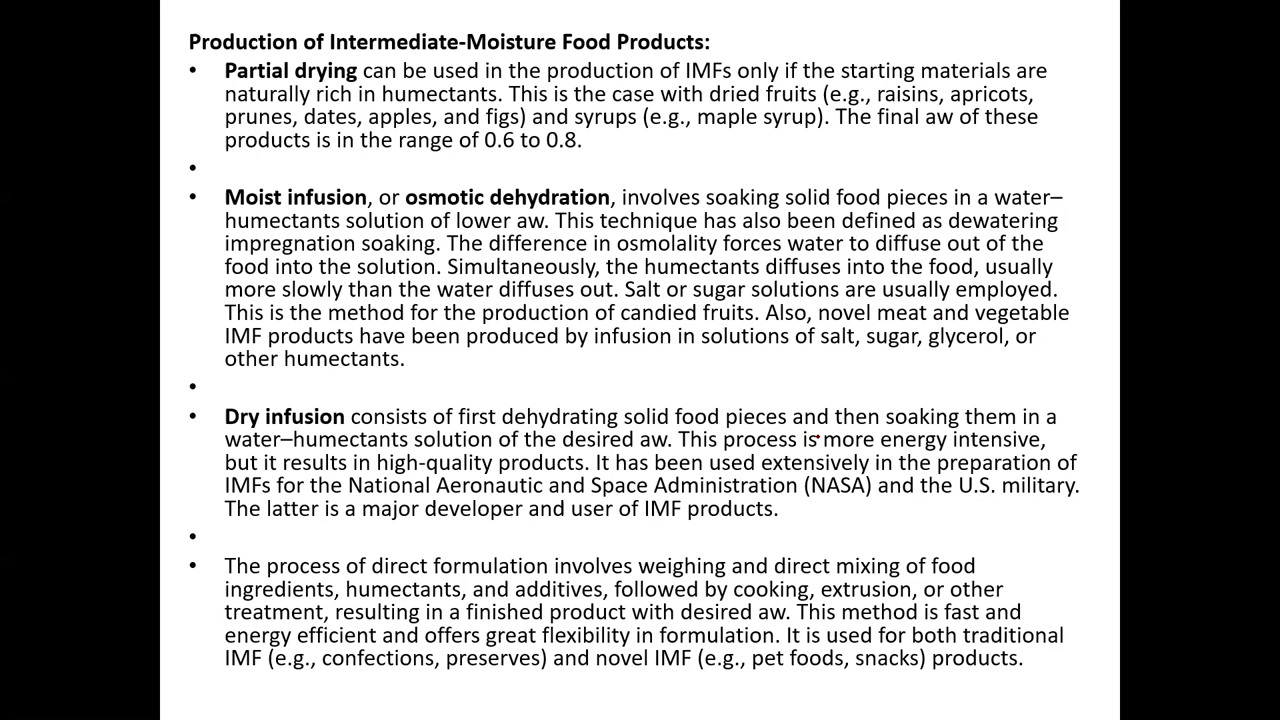 Production of Intermediate-Moisture Food Products:
• Partial drying can be used in the production of IMFs only if the starting materials are
naturally rich in humectants. This is the case with dried fruits (e.g., raisins, apricots,
prunes, dates, apples, and figs) and syrups (e.g., maple syrup). The final aw of these
products is in the range of 0.6 to 0.8.
•
• Moist infusion, or osmotic dehydration, involves soaking solid food pieces in a water–
humectants solution of lower aw. This technique has also been defined as dewatering
impregnation soaking. The difference in osmolality forces water to diffuse out of the
food into the solution. Simultaneously, the humectants diffuses into the food, usually
more slowly than the water diffuses out. Salt or sugar solutions are usually employed.
This is the method for the production of candied fruits. Also, novel meat and vegetable
IMF products have been produced by infusion in solutions of salt, sugar, glycerol, or
other humectants.
•
• Dry infusion consists of first dehydrating solid food pieces and then soaking them in a
water–humectants solution of the desired aw. This process is more energy intensive,
but it results in high-quality products. It has been used extensively in the preparation of
IMFs for the National Aeronautic and Space Administration (NASA) and the U.S. military.
The latter is a major developer and user of IMF products.
•
• The process of direct formulation involves weighing and direct mixing of food
ingredients, humectants, and additives, followed by cooking, extrusion, or other
treatment, resulting in a finished product with desired aw. This method is fast and
energy efficient and offers great flexibility in formulation. It is used for both traditional
IMF (e.g., confections, preserves) and novel IMF (e.g., pet foods, snacks) products.